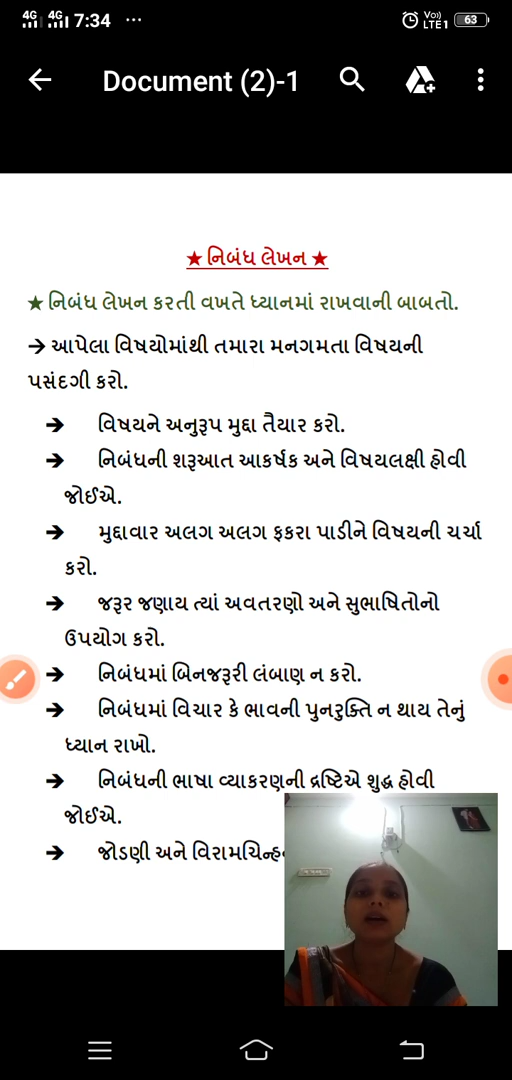 4G 4G 7:34 ...
Vo) LTE1 63
Document (2)-1
★ નિબંધ લેખન ★
★ નિબંધ લેખન કરતી વખતે ધ્યાનમાં રાખવાની બાબતો.
→ આપેલા વિષયોમાંથી તમારા મનગમતા વિષયની
પસંદગી કરો.
→ વિષયને અનુરૂપ મુદ્દા તૈયાર કરો.
→ નિબંધની શરૂઆત આકર્ષક અને વિષયલક્ષી હોવી
જોઈએ.
→ મુદ્દાવાર અલગ અલગ ફકરા પાડીને વિષયની ચર્ચા
કરો.
→ જરૂર જણાય ત્યાં અવતરણો અને સુભાષિતોનો
ઉપયોગ કરો.
→ નિબંધમાં બિનજરૂરી લંબાણ ન કરો.
→ નિબંધમાં વિચાર કે ભાવની પુનરુક્તિ ન થાય તેનું
ધ્યાન રાખો.
→ નિબંધની ભાષા વ્યાકરણની દ્રષ્ટિએ શુદ્ધ હોવી
જોઈએ.
→ જોડણી અને વિરામચિન્હ